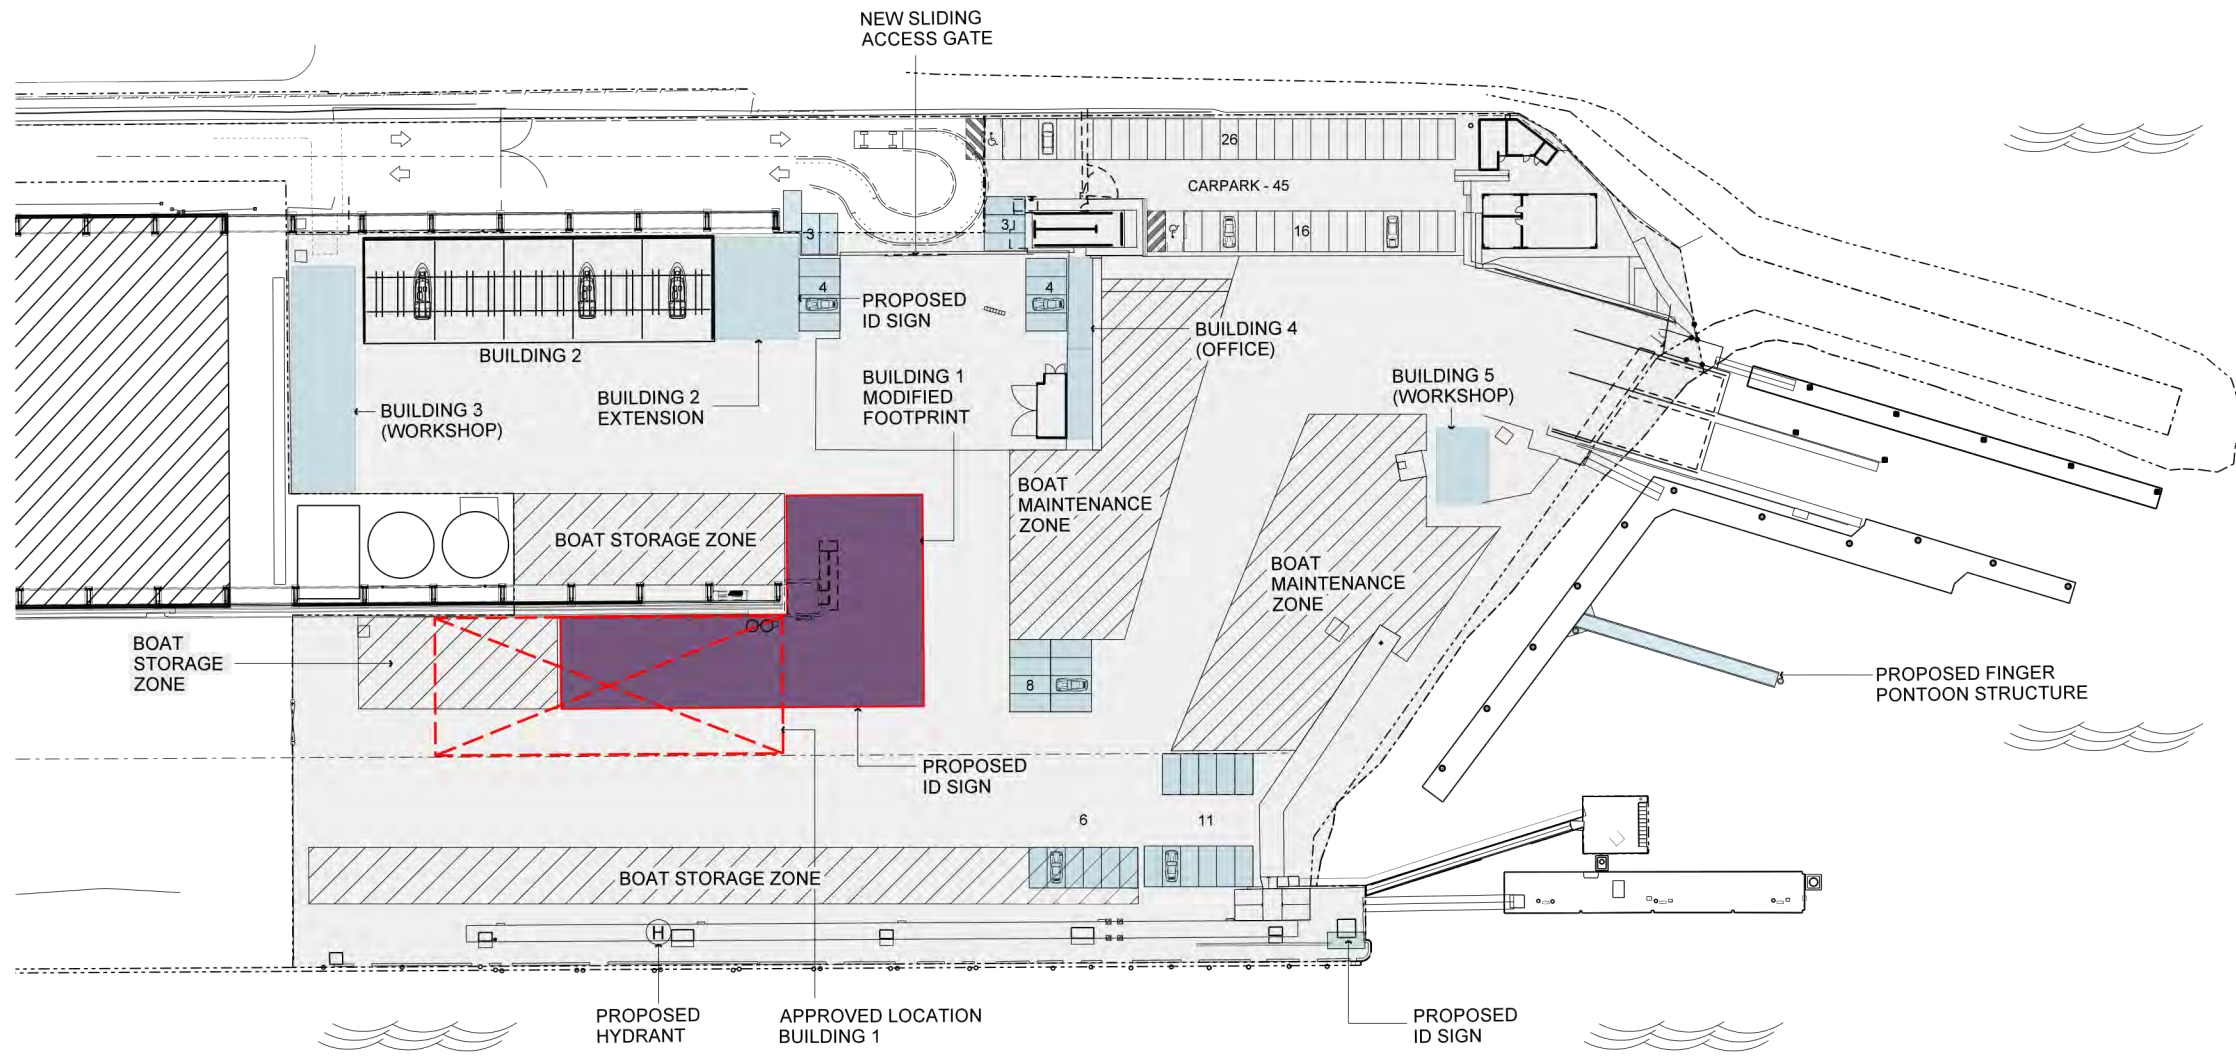 NEW SLIDING
ACCESS GATE
26
CARPARK - 45
3
3
16
4
PROPOSED
ID SIGN
4
BUILDING 4
(OFFICE)
BUILDING 2
BUILDING 1
MODIFIED
FOOTPRINT
BUILDING 5
(WORKSHOP)
BUILDING 3
(WORKSHOP)
BUILDING 2
EXTENSION
BOAT
MAINTENANCE
ZONE
BOAT STORAGE ZONE
BOAT
MAINTENANCE
ZONE
BOAT
STORAGE
ZONE
8
PROPOSED FINGER
PONTOON STRUCTURE
PROPOSED
ID SIGN
6
11
BOAT STORAGE ZONE
H
PROPOSED
HYDRANT
APPROVED LOCATION
BUILDING 1
PROPOSED
ID SIGN